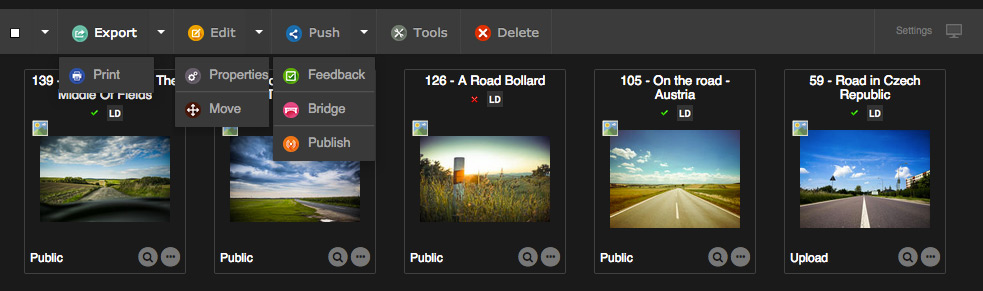 Export
Edit
Push
Tools
Delete
Settings
Print
Properties
Move
Feedback
Bridge
Publish
139 - The
Middle Of Fields
LD
126 - A Road Bollard
LD
105 - On the road -
Austria
LD
59 - Road in Czech
Republic
LD
Public
Public
Public
Public
Upload